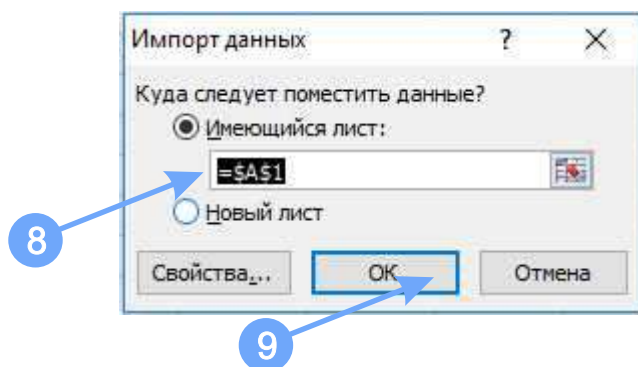 Импорт данных ? X
Куда следует поместить данные?
Имеющийся лист:
=$A$1
Новый лист
8
Свойства... ОК Отмена
9